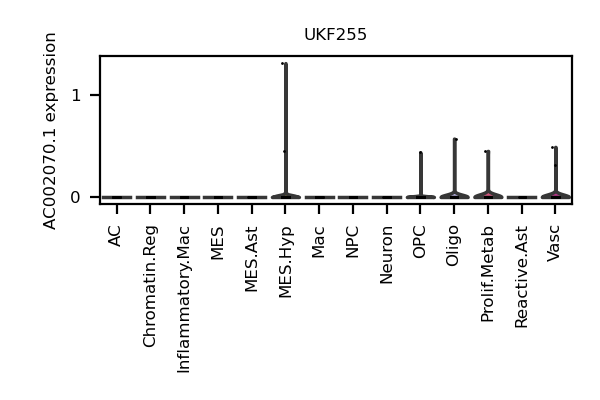 UKF255
AC002070.1 expression
1
0
AC
Chromatin.Reg
Inflammatory.Mac
MES
MES.Ast
MES.Hyp
Mac
NPC
Neuron
OPC
Oligo
Prolif.Metab
Reactive.Ast
Vasc